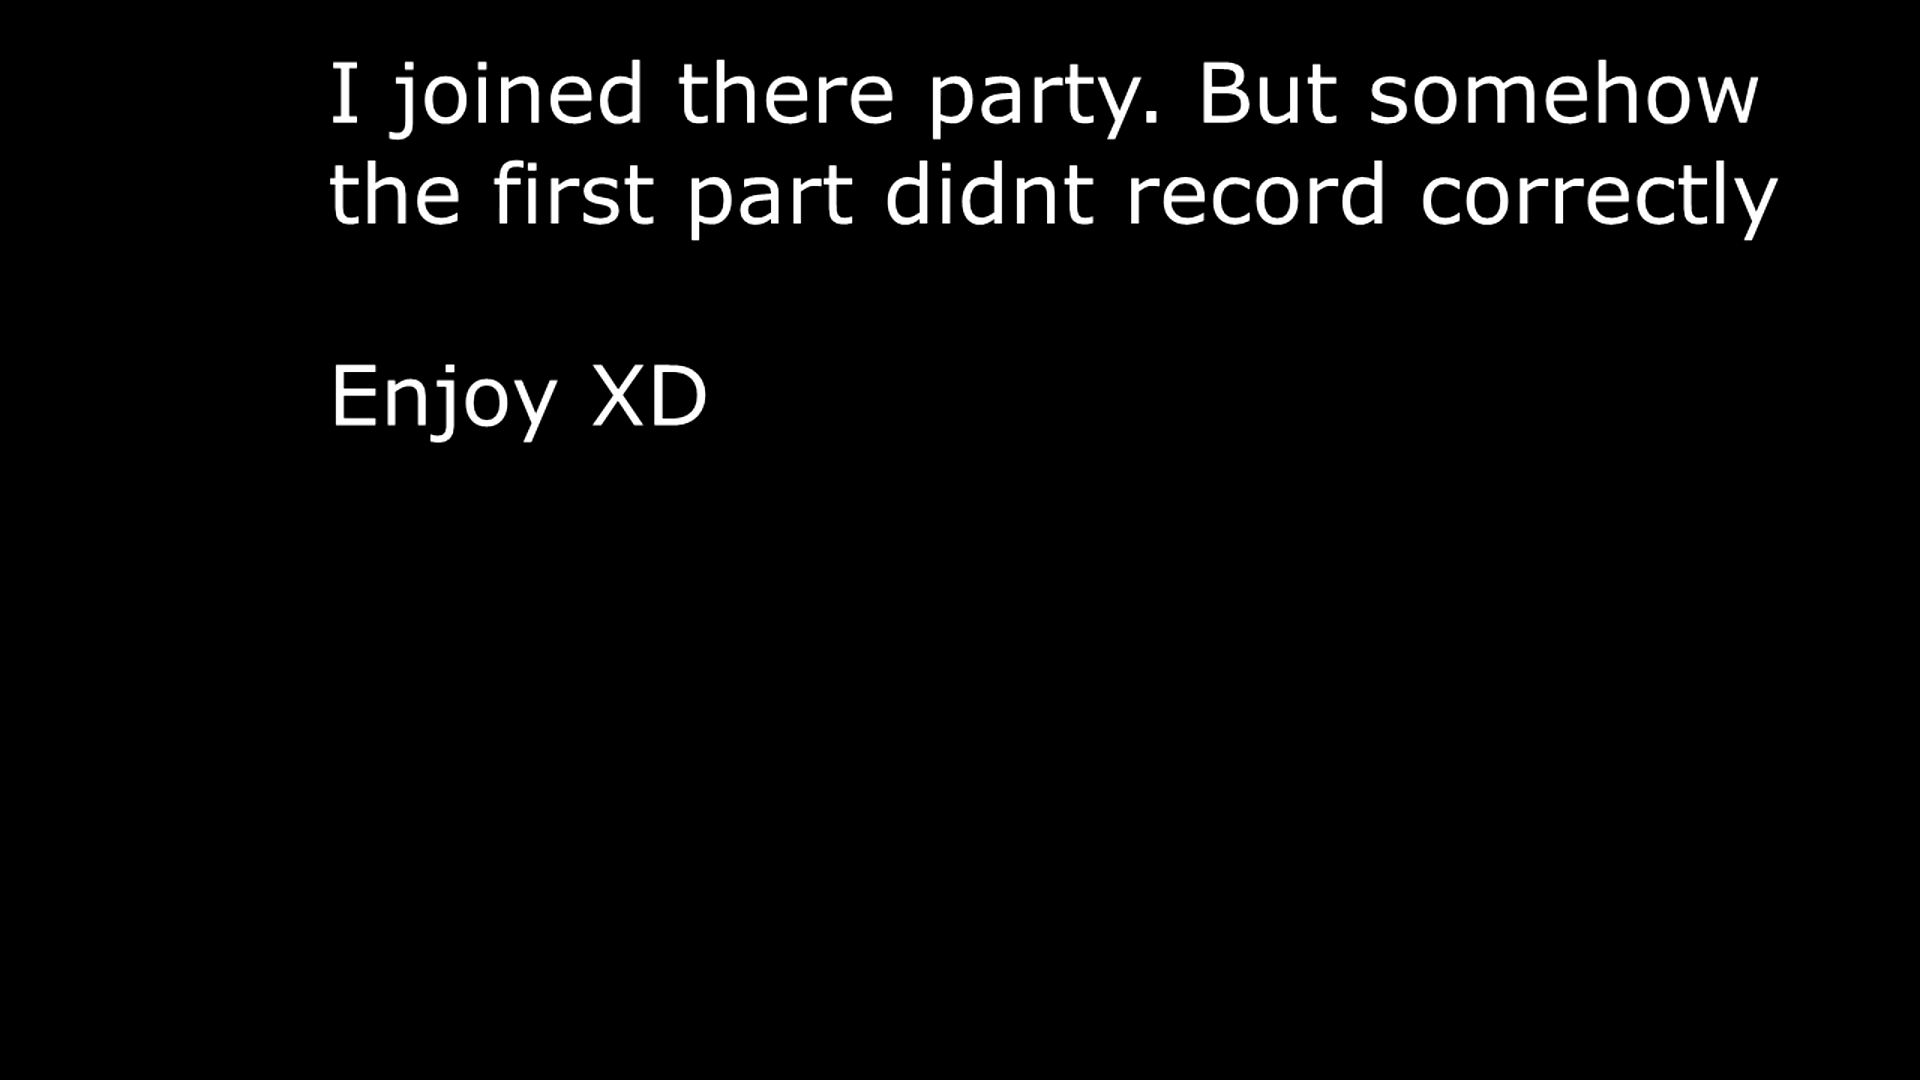 I joined there party. But somehow
the first part didnt record correctly
Enjoy XD